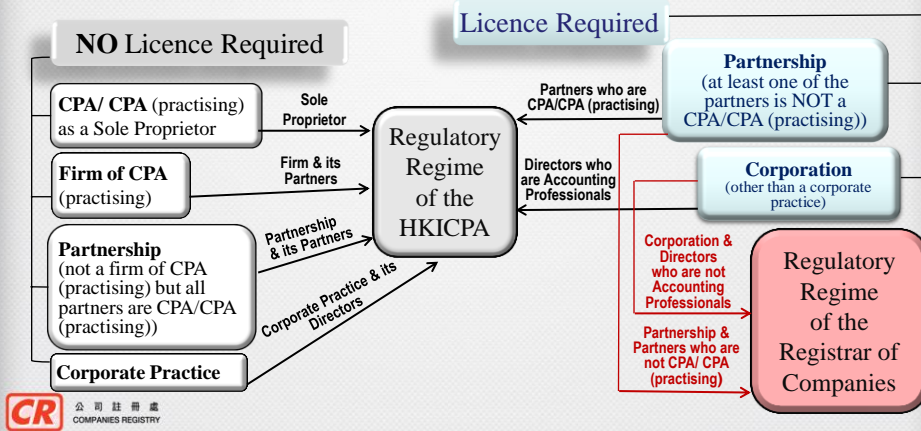 NO Licence Required
CPA/ CPA (practising)
as a Sole Proprietor
Firm of CPA
(practising)
Partnership
(not a firm of CPA
(practising) but all
partners are CPA/CPA
(practising))
Corporate Practice
Sole
Proprietor
Firm & its
Partners
Partnership
& its Partners
Corporate Practice & its
Directors
Regulatory
Regime
of the
HKICPA
Licence Required
Partners who are
CPA/CPA (practising)
Directors who
are Accounting
Professionals
Partnership
(at least one of the
partners is NOT a
CPA/CPA (practising))
Corporation
(other than a corporate
practice)
Corporation &
Directors
who are not
Accounting
Professionals
Partnership &
Partners who are
not CPA/ CPA
(practising)
Regulatory
Regime
of the
Registrar of
Companies
CR
公司註冊處
COMPANIES REGISTRY